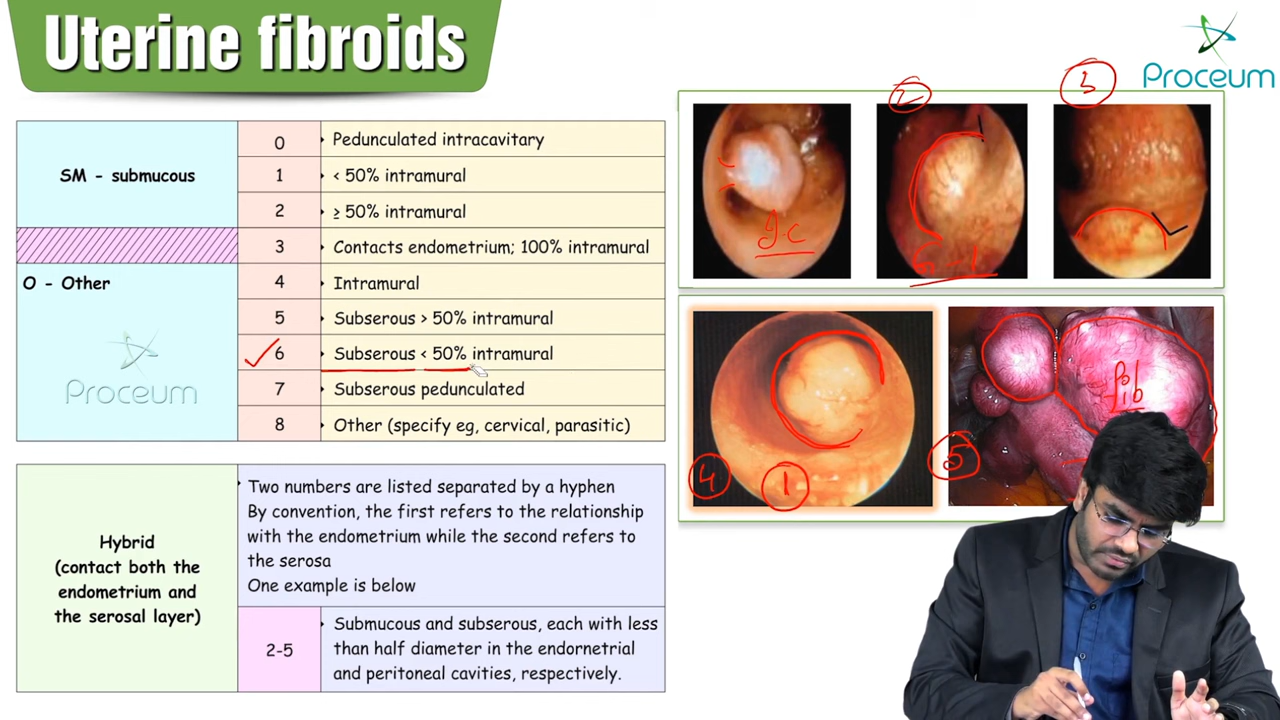 Uterine fibroids
Proceum
SM - submucous
0 Pedunculated intracavitary
1 < 50% intramural
2 ≥ 50% intramural
3 Contacts endometrium; 100% intramural
O - Other
4 Intramural
5 Subserous > 50% intramural
6 Subserous < 50% intramural
7 Subserous pedunculated
8 Other (specify eg, cervical, parasitic)
Proceum
Hybrid
(contact both the
endometrium and
the serosal layer)
Two numbers are listed separated by a hyphen
By convention, the first refers to the relationship
with the endometrium while the second refers to
the serosa
One example is below
2-5
Submucous and subserous, each with less
than half diameter in the endornetrial
and peritoneal cavities, respectively.
2
3
4
1
5
fib